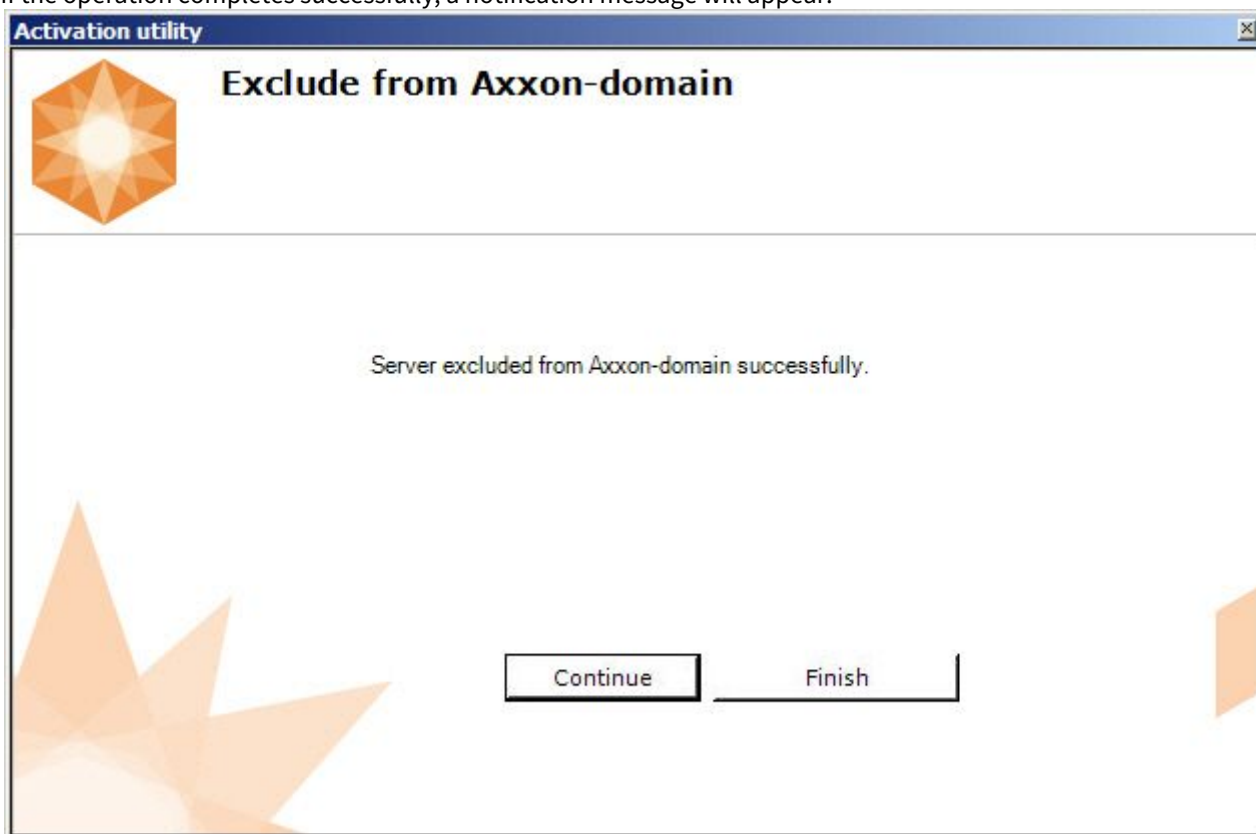 if the operation completes successfully, a notification message will appear.
Activation utility
Exclude from Axxon-domain
Server excluded from Axxon-domain successfully.
Continue
Finish